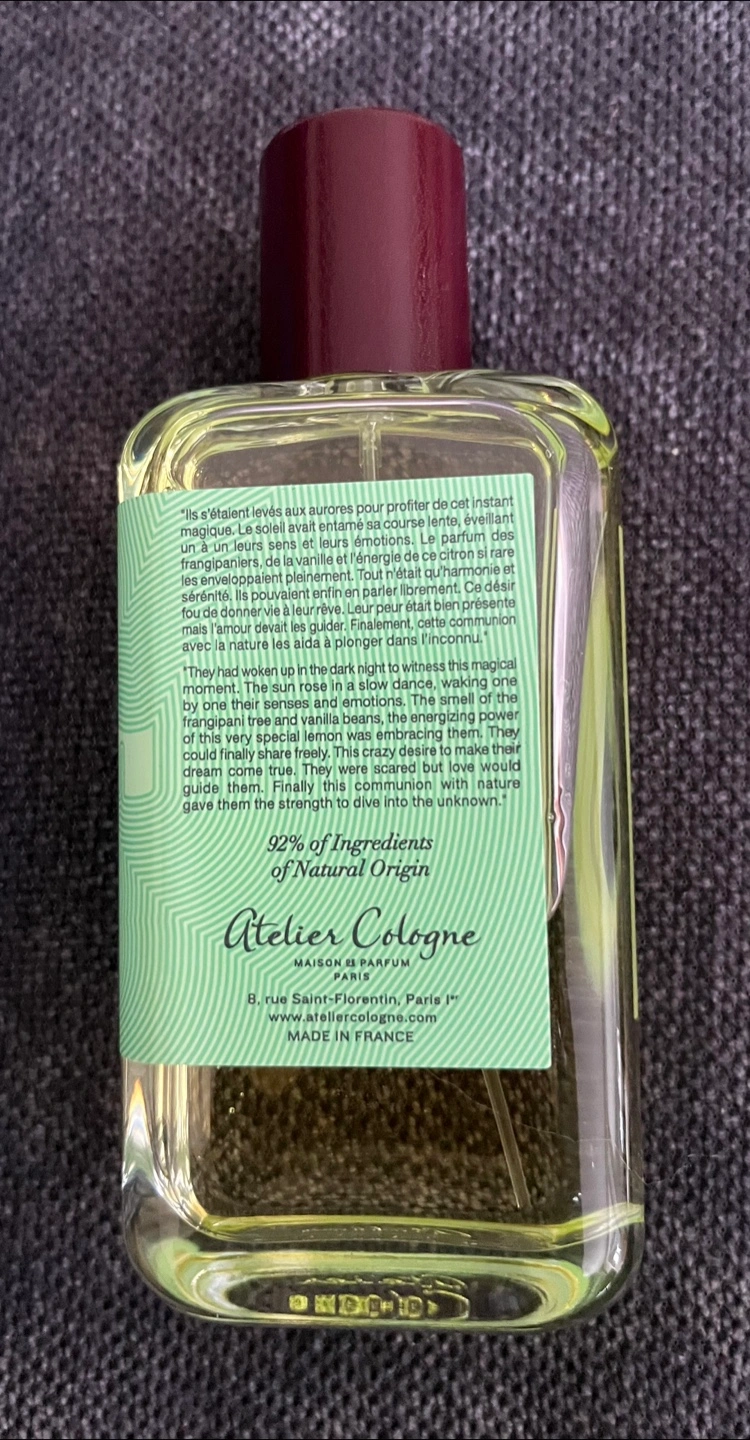 "Ils s'étaient levés aux aurores pour profiter de cet instant
magique. Le soleil avait entamé sa course lente, éveillant
un à un leurs sens et leurs émotions. Le parfum des
frangipaniers, de la vanille et l'énergie de ce citron si rare
les enveloppaient pleinement. Tout n'était qu'harmonie et
sérénité. Ils pouvaient enfin en parler librement. Ce désir
fou de donner vie à leur rêve. Leur peur était bien présente
mais l'amour devait les guider. Finalement, cette communion
avec la nature les aida à plonger dans l'inconnu."
"They had woken up in the dark night to witness this magical
moment. The sun rose in a slow dance, waking one
by one their senses and emotions. The smell of the
frangipani tree and vanilla beans, the energizing power
of this very special lemon was embracing them. They
could finally share freely. This crazy desire to make their
dream come true. They were scared but love would
guide them. Finally this communion with nature
gave them the strength to dive into the unknown."
92% of Ingredients
of Natural Origin
Atelier Cologne
MAISON DE PARFUM
PARIS
8, rue Saint-Florentin, Paris Iᵉʳ
www.ateliercologne.com
MADE IN FRANCE